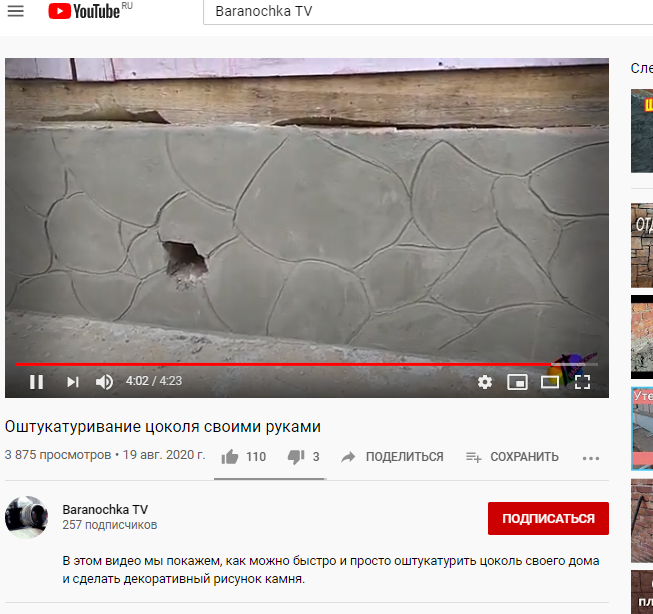 YouTube RU
Baranochka TV
Сле
Ш
ОТД
Уте
пл
4:02 / 4:23
Оштукатуривание цоколя своими руками
3 875 просмотров • 19 авг. 2020 г.
110
3
ПОДЕЛИТЬСЯ
СОХРАНИТЬ
Baranochka TV
257 подписчиков
ПОДПИСАТЬСЯ
В этом видео мы покажем, как можно быстро и просто оштукатурить цоколь своего дома
и сделать декоративный рисунок камня.